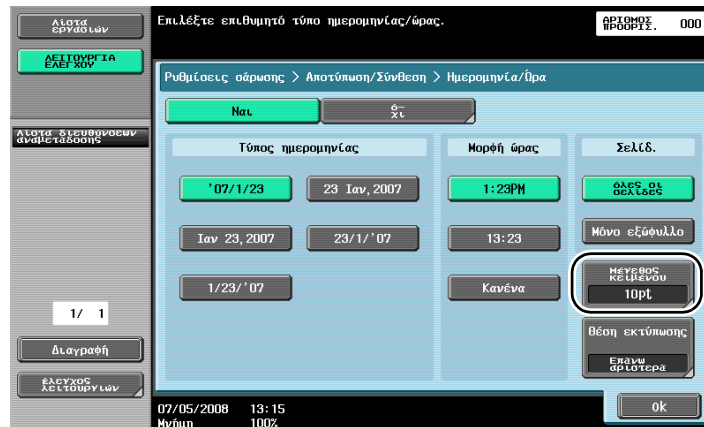 Λίστα
εργασιών
ΛΕΙΤΟΥΡΓΙΑ
ΕΛΕΓΧΟΥ
Λίστα διευθύνσεων
αναμετάδοσης
1/ 1
Διαγραφή
έλεγχος
λειτουργιών
Επιλέξτε επιθυμητό τύπο ημερομηνίας/ώρας.
ΑΡΙΘΜΟΣ
ΠΡΟΟΡΙΣ. 000
Ρυθμίσεις σάρωσης > Αποτύπωση/Σύνθεση > Ημερομηνία/Ώρα
Ναι
ό-
χι
Τύπος ημερομηνίας
'07/1/23
23 Ιαν,2007
Ιαν 23,2007
23/1/'07
1/23/'07
Μορφή ώρας
1:23PM
13:23
Κανένα
Σελίδ.
όλες οι
σελίδες
Μόνο εξώφυλλο
Μέγεθος
κειμένου
10pt
θέση εκτύπωσης
Επάνω
αριστερά
ok
07/05/2008 13:15
Μνήμη 100%